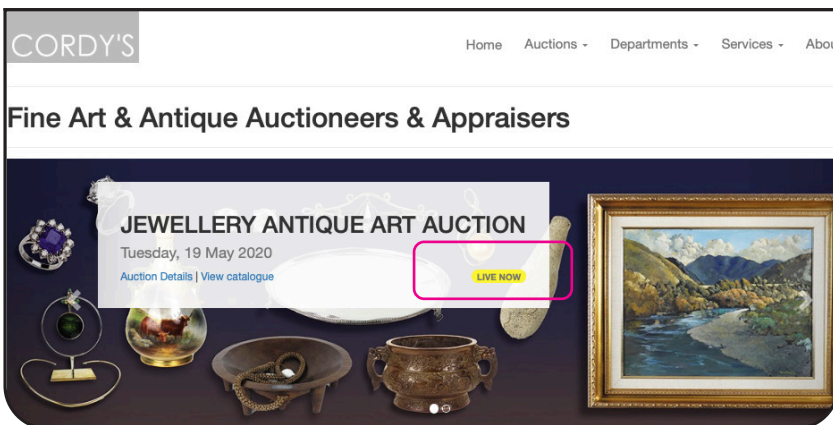 CORDY'S
Home Auctions Departments Services Abou
Fine Art & Antique Auctioneers & Appraisers
JEWELLERY ANTIQUE ART AUCTION
Tuesday, 19 May 2020
Auction Details | View catalogue
LIVE NOW